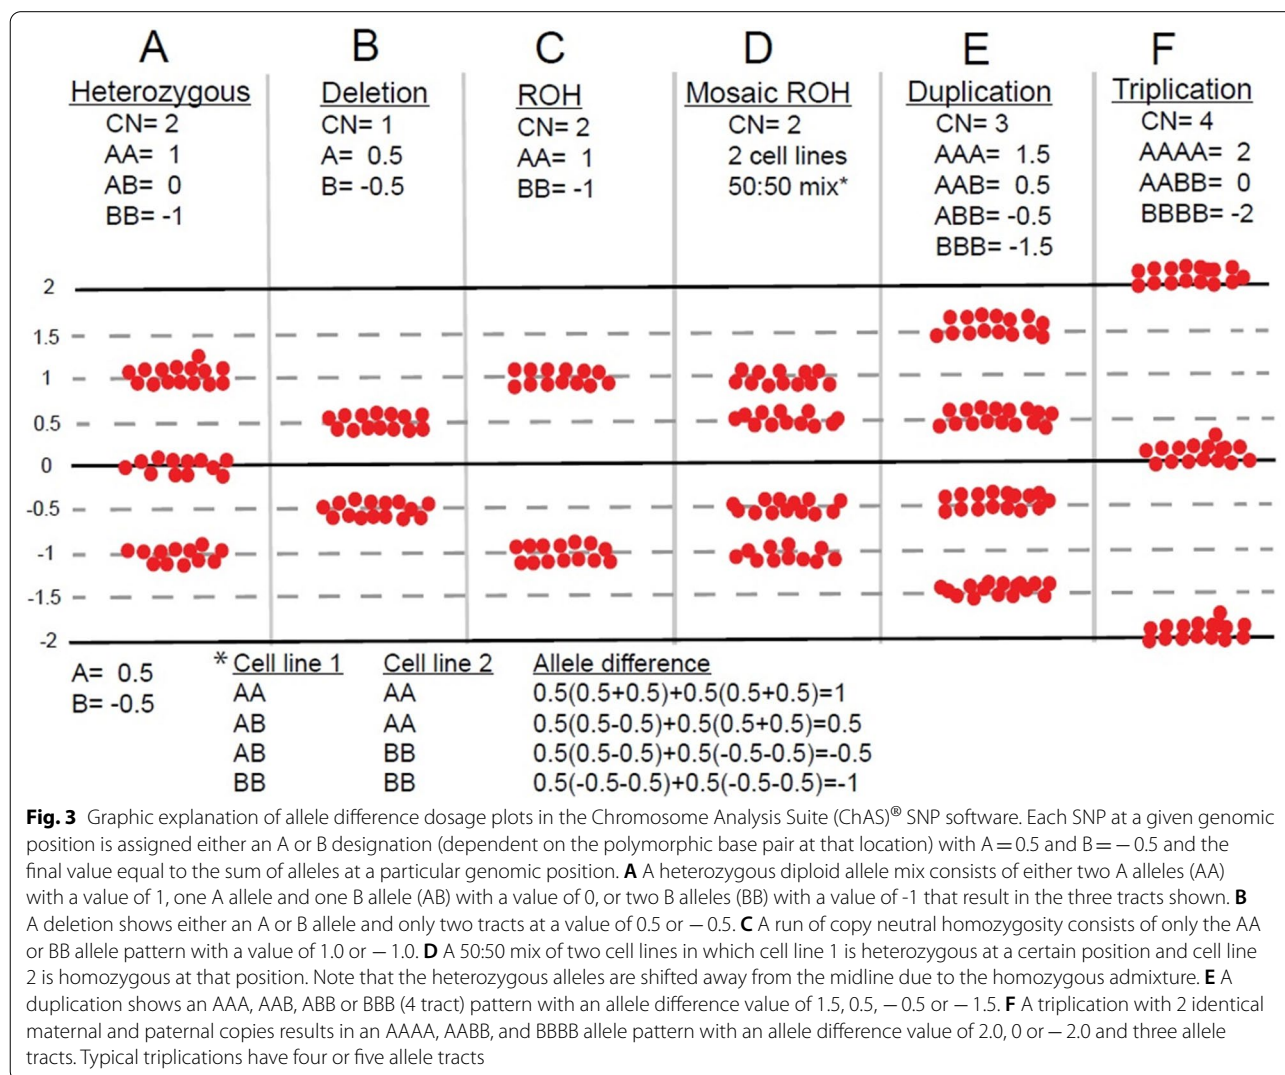 A B C D E F
Heterozygous Deletion ROH Mosaic ROH Duplication Triplication
CN= 2 CN= 1 CN= 2 CN= 2 CN= 3 CN= 4
AA= 1 A= 0.5 AA= 1 2 cell lines AAA= 1.5 AAAA= 2
AB= 0 B= -0.5 BB= -1 50:50 mix* AAB= 0.5 AABB= 0
BB= -1 ABB= -0.5 BBBB= -2
BBB= -1.5
2
1.5
1
0.5
0
-0.5
-1
-1.5
-2
A= 0.5
B= -0.5
* Cell line 1 Cell line 2 Allele difference
AA AA 0.5(0.5+0.5)+0.5(0.5+0.5)=1
AB AA 0.5(0.5-0.5)+0.5(0.5+0.5)=0.5
AB BB 0.5(0.5-0.5)+0.5(-0.5-0.5)=-0.5
BB BB 0.5(-0.5-0.5)+0.5(-0.5-0.5)=-1
Fig. 3 Graphic explanation of allele difference dosage plots in the Chromosome Analysis Suite (ChAS)® SNP software. Each SNP at a given genomic
position is assigned either an A or B designation (dependent on the polymorphic base pair at that location) with A = 0.5 and B = − 0.5 and the
final value equal to the sum of alleles at a particular genomic position. A A heterozygous diploid allele mix consists of either two A alleles (AA)
with a value of 1, one A allele and one B allele (AB) with a value of 0, or two B alleles (BB) with a value of -1 that result in the three tracts shown. B
A deletion shows either an A or B allele and only two tracts at a value of 0.5 or − 0.5. C A run of copy neutral homozygosity consists of only the AA
or BB allele pattern with a value of 1.0 or − 1.0. D A 50:50 mix of two cell lines in which cell line 1 is heterozygous at a certain position and cell line
2 is homozygous at that position. Note that the heterozygous alleles are shifted away from the midline due to the homozygous admixture. E A
duplication shows an AAA, AAB, ABB or BBB (4 tract) pattern with an allele difference value of 1.5, 0.5, − 0.5 or − 1.5. F A triplication with 2 identical
maternal and paternal copies results in an AAAA, AABB, and BBBB allele pattern with an allele difference value of 2.0, 0 or − 2.0 and three allele
tracts. Typical triplications have four or five allele tracts